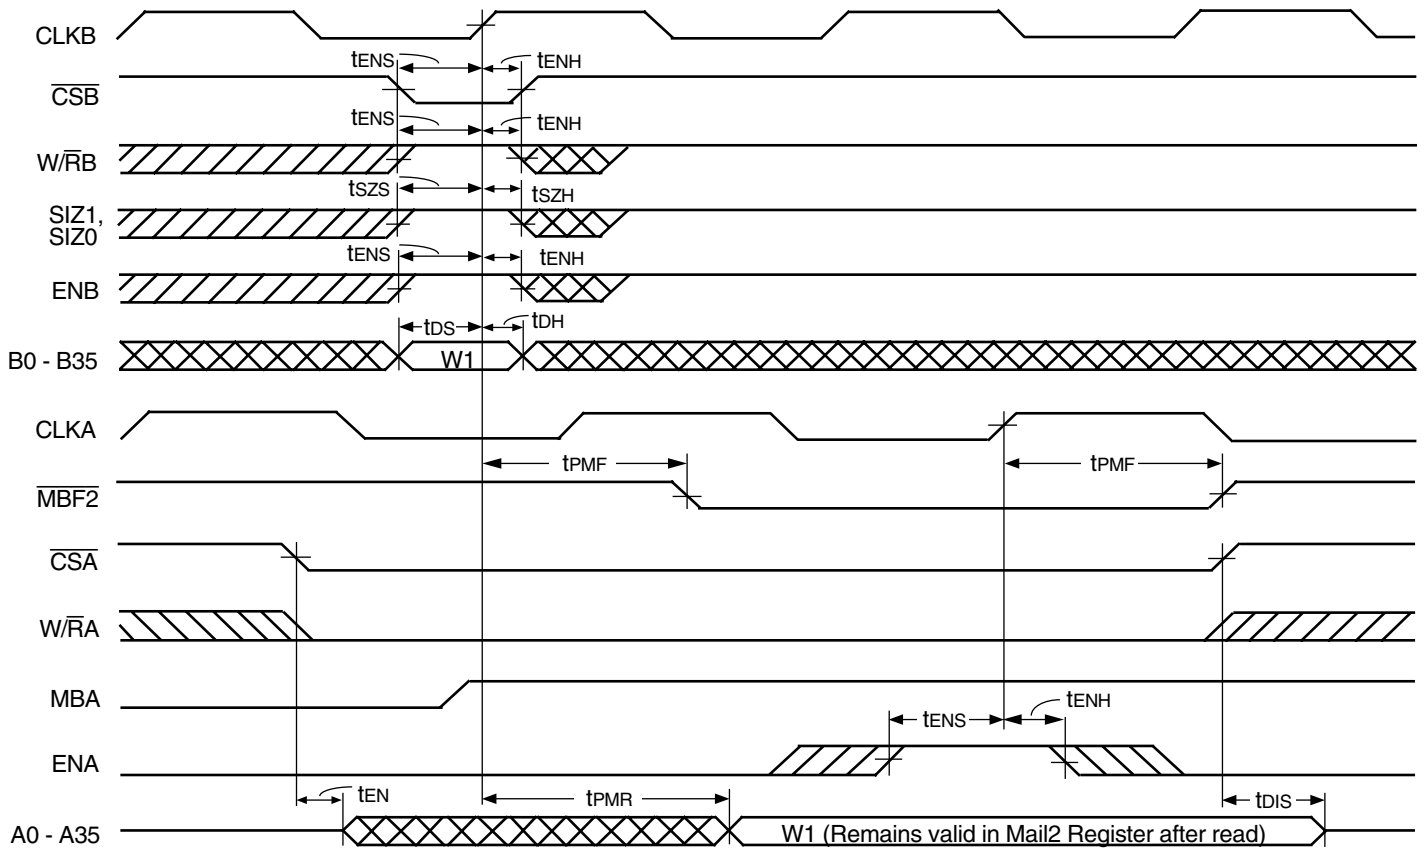 CLKB
tENS tENH
CSB
tENS tENH
W/RB
tSZS tSZH
SIZ1,
SIZ0
tENS tENH
ENB
tDS tDH
B0 - B35 W1
CLKA
tPMF tPMF
MBF2
CSA
W/RA
MBA
tENS tENH
ENA
tEN tPMR tDIS
A0 - A35 W1 (Remains valid in Mail2 Register after read)